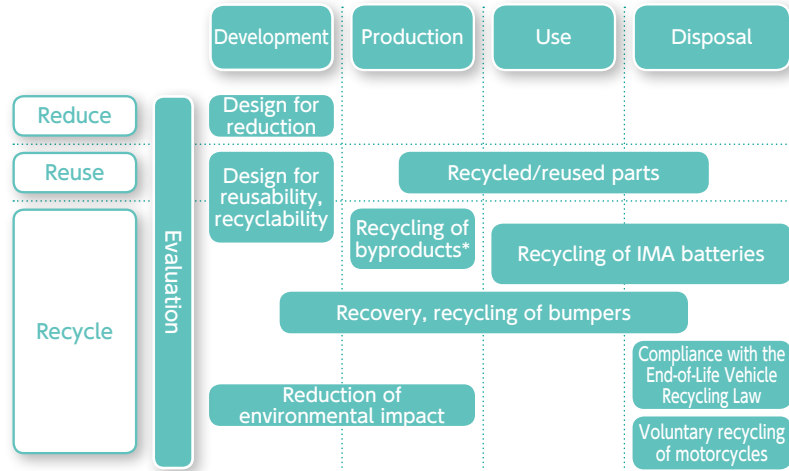 Development
Production
Use
Disposal
Reduce
Design for
reduction
Reuse
Design for
reusability,
recyclability
Recycled/reused parts
Recycle
Evaluation
Recycling of
byproducts*
Recycling of IMA batteries
Recovery, recycling of bumpers
Reduction of
environmental impact
Compliance with the
End-of-Life Vehicle
Recycling Law
Voluntary recycling
of motorcycles